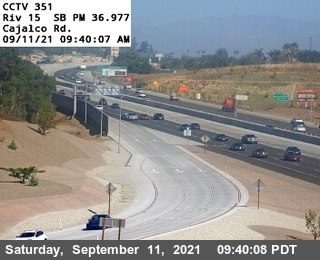 CCTV 351
Riv 15 SB PM 36.977
Cajalco Rd.
09/11/21 09:40:07 AM
Saturday, September 11, 2021 09:40:08 PDT